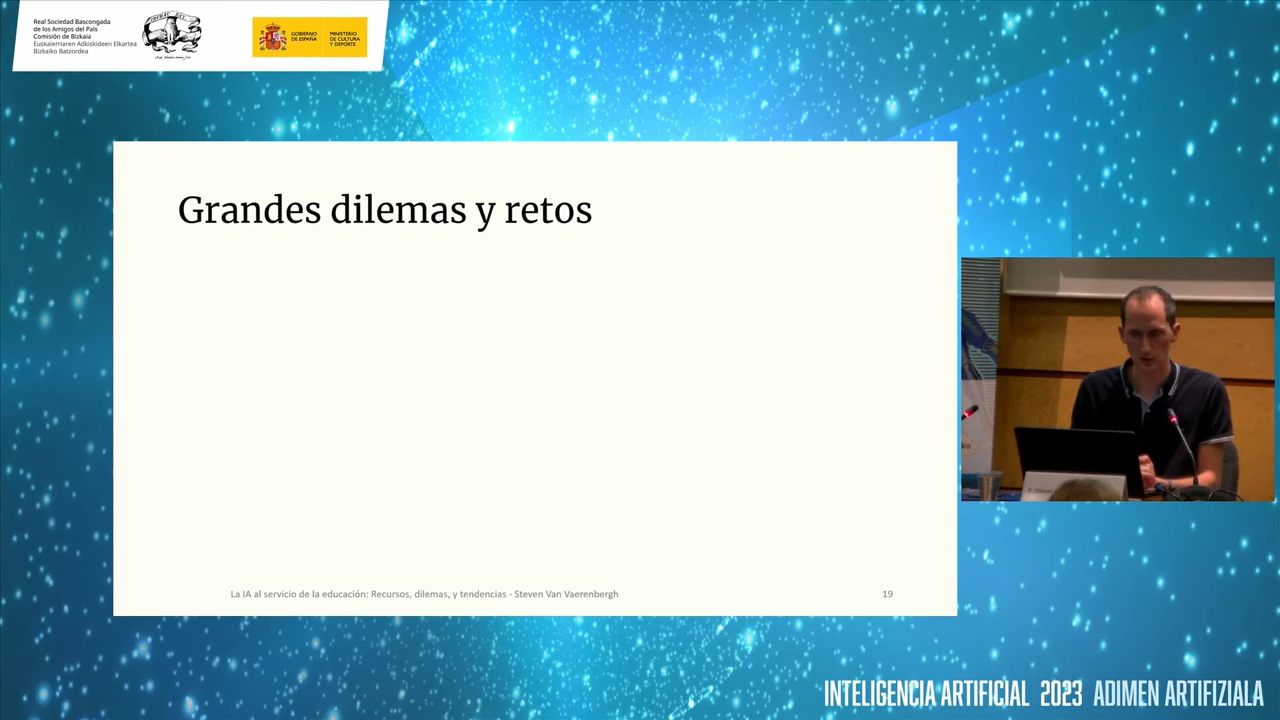 Real Sociedad Bascongada
de los Amigos del País
Comisión de Bizkaia
Euskalerriaren Adkiskideen Elkartea
Bizkaiko Batzordea
GOBIERNO
DE ESPAÑA
MINISTERIO
DE CULTURA
Y DEPORTE
Grandes dilemas y retos
La IA al servicio de la educación: Recursos, dilemas, y tendencias - Steven Van Vaerenbergh
19
INTELIGENCIA ARTIFICIAL 2023 ADIMEN ARTIFIZIALA